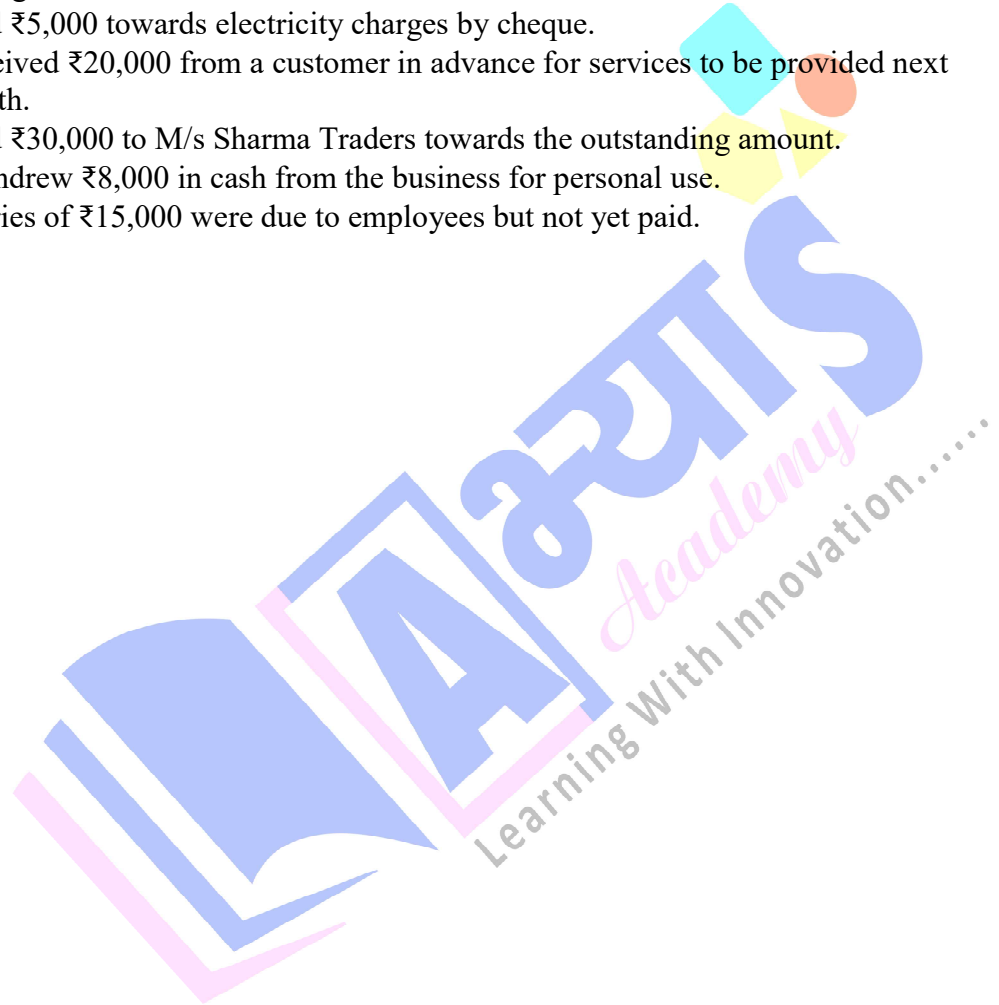 ₹5,000 towards electricity charges by cheque.
eived ₹20,000 from a customer in advance for services to be provided next
th.
₹30,000 to M/s Sharma Traders towards the outstanding amount.
ndrew ₹8,000 in cash from the business for personal use.
ries of ₹15,000 were due to employees but not yet paid.
Aभ्याS
Academy
Learning With Innovation......